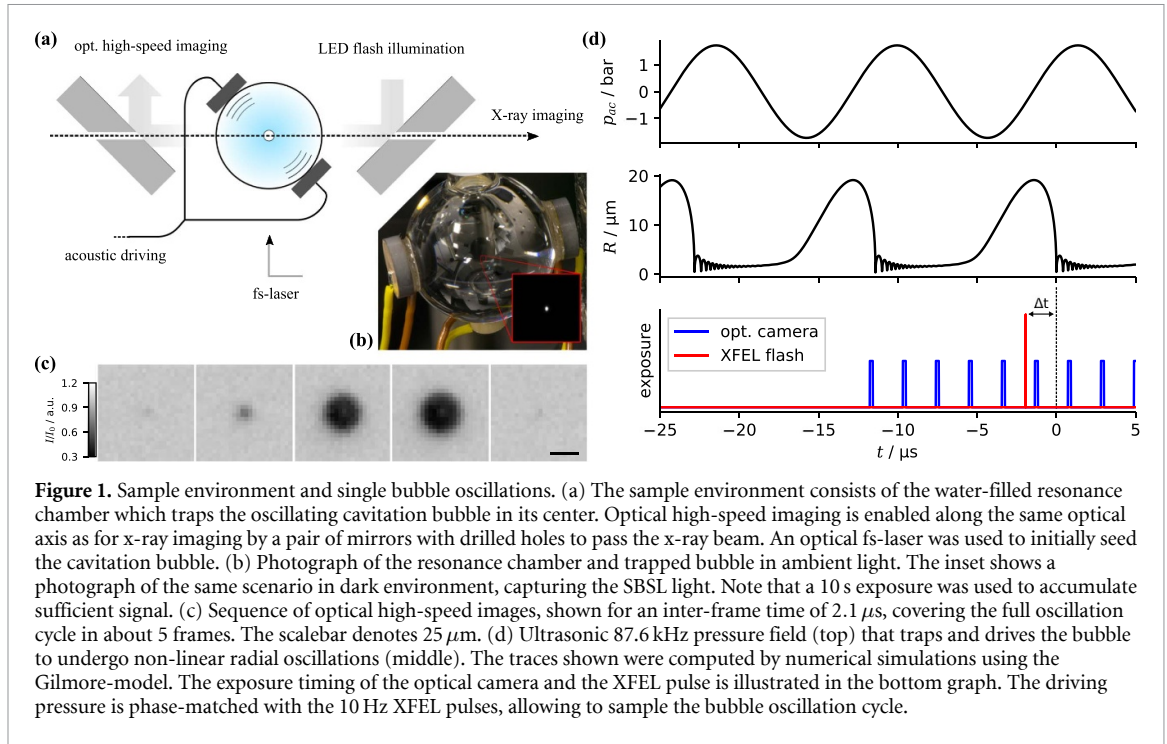 (a)
opt. high-speed imaging
LED flash illumination
X-ray imaging
acoustic driving
fs-laser
(b)
(c)
1.2
0.9
0.6
0.3
I/I₀ / a.u.
(d)
1
0
−1
p_ac / bar
20
10
0
R / µm
exposure
opt. camera
XFEL flash
Δt
−25 −20 −15 −10 −5 0 5
t / µs
Figure 1. Sample environment and single bubble oscillations. (a) The sample environment consists of the water-filled resonance
chamber which traps the oscillating cavitation bubble in its center. Optical high-speed imaging is enabled along the same optical
axis as for x-ray imaging by a pair of mirrors with drilled holes to pass the x-ray beam. An optical fs-laser was used to initially seed
the cavitation bubble. (b) Photograph of the resonance chamber and trapped bubble in ambient light. The inset shows a
photograph of the same scenario in dark environment, capturing the SBSL light. Note that a 10 s exposure was used to accumulate
sufficient signal. (c) Sequence of optical high-speed images, shown for an inter-frame time of 2.1 µs, covering the full oscillation
cycle in about 5 frames. The scalebar denotes 25 µm. (d) Ultrasonic 87.6 kHz pressure field (top) that traps and drives the bubble
to undergo non-linear radial oscillations (middle). The traces shown were computed by numerical simulations using the
Gilmore-model. The exposure timing of the optical camera and the XFEL pulse is illustrated in the bottom graph. The driving
pressure is phase-matched with the 10 Hz XFEL pulses, allowing to sample the bubble oscillation cycle.